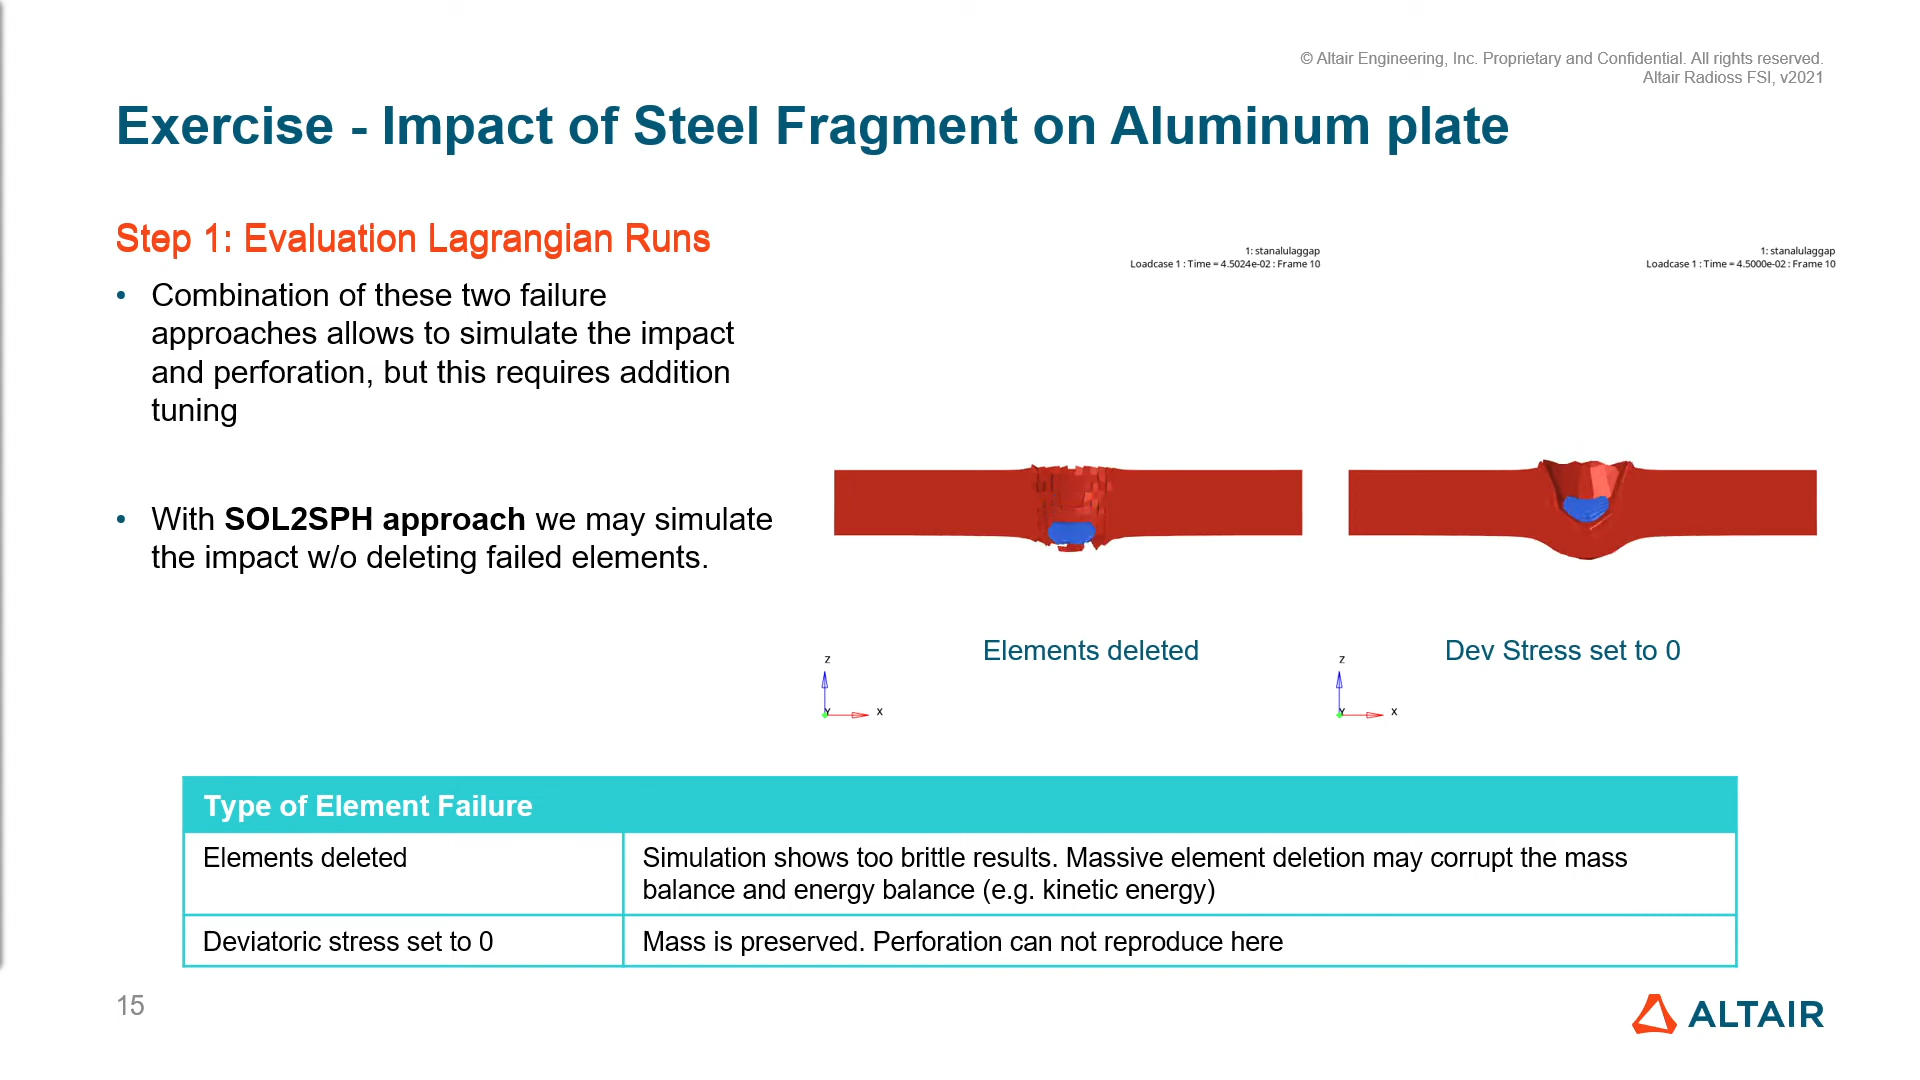 © Altair Engineering, Inc. Proprietary and Confidential. All rights reserved.
Altair Radioss FSI, v2021
Exercise - Impact of Steel Fragment on Aluminum plate
Step 1: Evaluation Lagrangian Runs
• Combination of these two failure
approaches allows to simulate the impact
and perforation, but this requires addition
tuning
• With SOL2SPH approach we may simulate
the impact w/o deleting failed elements.
1: stanalulaggap
Loadcase 1 : Time = 4.5024e-02 : Frame 10
1: stanalulaggap
Loadcase 1 : Time = 4.5000e-02 : Frame 10
Elements deleted
Dev Stress set to 0
Z
Y
X
Z
Y
X
Type of Element Failure
Elements deleted
Simulation shows too brittle results. Massive element deletion may corrupt the mass
balance and energy balance (e.g. kinetic energy)
Deviatoric stress set to 0
Mass is preserved. Perforation can not reproduce here
15
ALTAIR